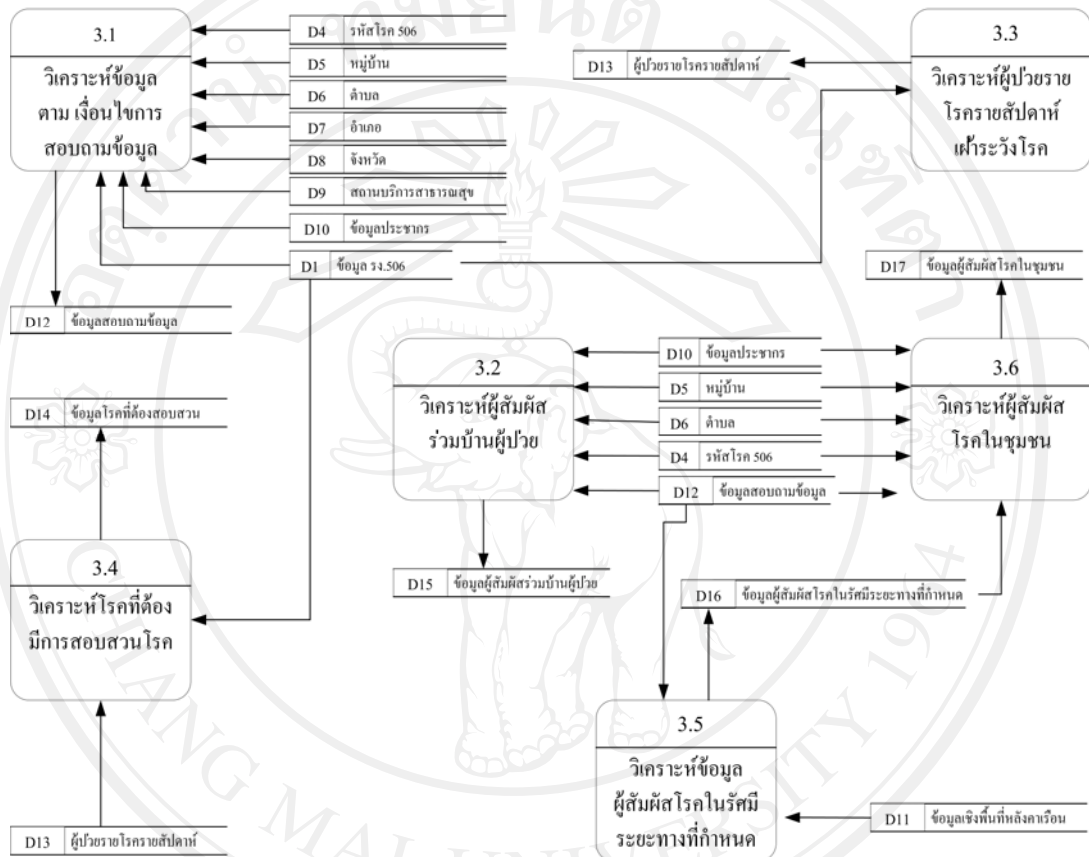 3.1
วิเคราะห์ข้อมูล
ตาม เงื่อนไขการ
สอบถามข้อมูล
D4 รหัสโรค 506
D5 หมู่บ้าน
D6 ตำบล
D7 อำเภอ
D8 จังหวัด
D9 สถานบริการสาธารณสุข
D10 ข้อมูลประชากร
D1 ข้อมูล รง.506
D13 ผู้ป่วยรายโรครายสัปดาห์
3.3
วิเคราะห์ผู้ป่วยราย
โรครายสัปดาห์
เฝ้าระวังโรค
D12 ข้อมูลสอบถามข้อมูล
D17 ข้อมูลผู้สัมผัสโรคในชุมชน
D14 ข้อมูลโรคที่ต้องสอบสวน
3.2
วิเคราะห์ผู้สัมผัส
ร่วมบ้านผู้ป่วย
D10 ข้อมูลประชากร
D5 หมู่บ้าน
D6 ตำบล
D4 รหัสโรค 506
D12 ข้อมูลสอบถามข้อมูล
3.6
วิเคราะห์ผู้สัมผัส
โรคในชุมชน
D15 ข้อมูลผู้สัมผัสร่วมบ้านผู้ป่วย
D16 ข้อมูลผู้สัมผัสโรคในรัศมีระยะทางที่กำหนด
3.4
วิเคราะห์โรคที่ต้อง
มีการสอบสวนโรค
3.5
วิเคราะห์ข้อมูล
ผู้สัมผัสโรคในรัศมี
ระยะทางที่กำหนด
D11 ข้อมูลเชิงพื้นที่หลังคาเรือน
D13 ผู้ป่วยรายโรครายสัปดาห์
CHIANG MAI UNIVERSITY 1964